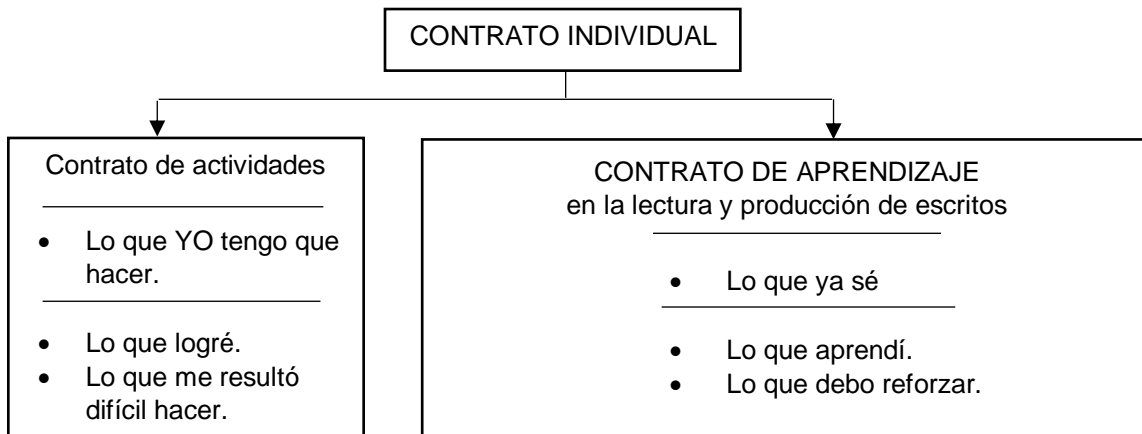 CONTRATO INDIVIDUAL
Contrato de actividades
• Lo que YO tengo que
hacer.
• Lo que logré.
• Lo que me resultó
difícil hacer.
CONTRATO DE APRENDIZAJE
en la lectura y producción de escritos
• Lo que ya sé
• Lo que aprendí.
• Lo que debo reforzar.